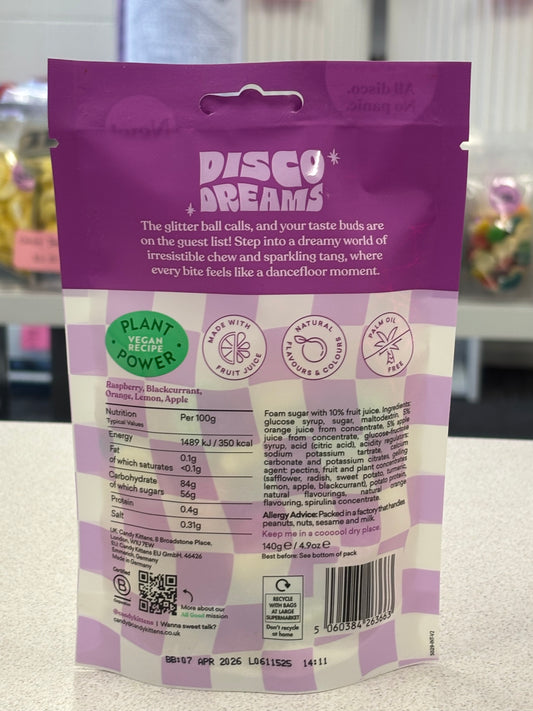 All disco.
No panic.
DISCO
DREAMS
The glitter ball calls, and your taste buds are
on the guest list! Step into a dreamy world of
irresistible chew and sparkling tang, where
every bite feels like a dancefloor moment.
PLANT
VEGAN
RECIPE
POWER
MADE WITH
FRUIT JUICE
NATURAL
FLAVOURS & COLOURS
PALM OIL
FREE
Raspberry, Blackcurrant,
Orange, Lemon, Apple
Nutrition
Typical Values
Per 100g
Energy
1489 kJ / 350 kcal
Fat
0.1g
of which saturates
<0.1g
Carbohydrate
84g
of which sugars
56g
Protein
0.4g
Salt
0.31g
UK: Candy Kittens, 8 Broadstone Place,
London, W1U 7EW
EU: Candy Kittens EU GmbH, 46426
Emmerich, Germany
Made in Germany
Foam sugar with 10% fruit juice. Ingredients:
glucose syrup, sugar, maltodextrin, 5%
orange juice from concentrate, 5% apple
juice from concentrate, glucose-fructose
syrup, acid (citric acid), acidity regulators:
sodium potassium tartrate, calcium
carbonate and potassium citrates, gelling
agent: pectins, fruit and plant concentrates
(safflower, radish, sweet potato, turmeric,
lemon, apple, blackcurrant), potato protein,
natural flavourings, natural orange
flavouring, spirulina concentrate.
Allergy Advice: Packed in a factory that handles
peanuts, nuts, sesame and milk.
Keep me in a coooool dry place.
140g e / 4.9oz e
Best before: See bottom of pack
Certified
B
Corporation
More about our
All Good mission
@candykittens | Wanna sweet talk?
candy@candykittens.co.uk
RECYCLE
WITH BAGS
AT LARGE
SUPERMARKET
Don't recycle
at home
5 060384 263663
BB:07 APR 2026 L0611525 14:11